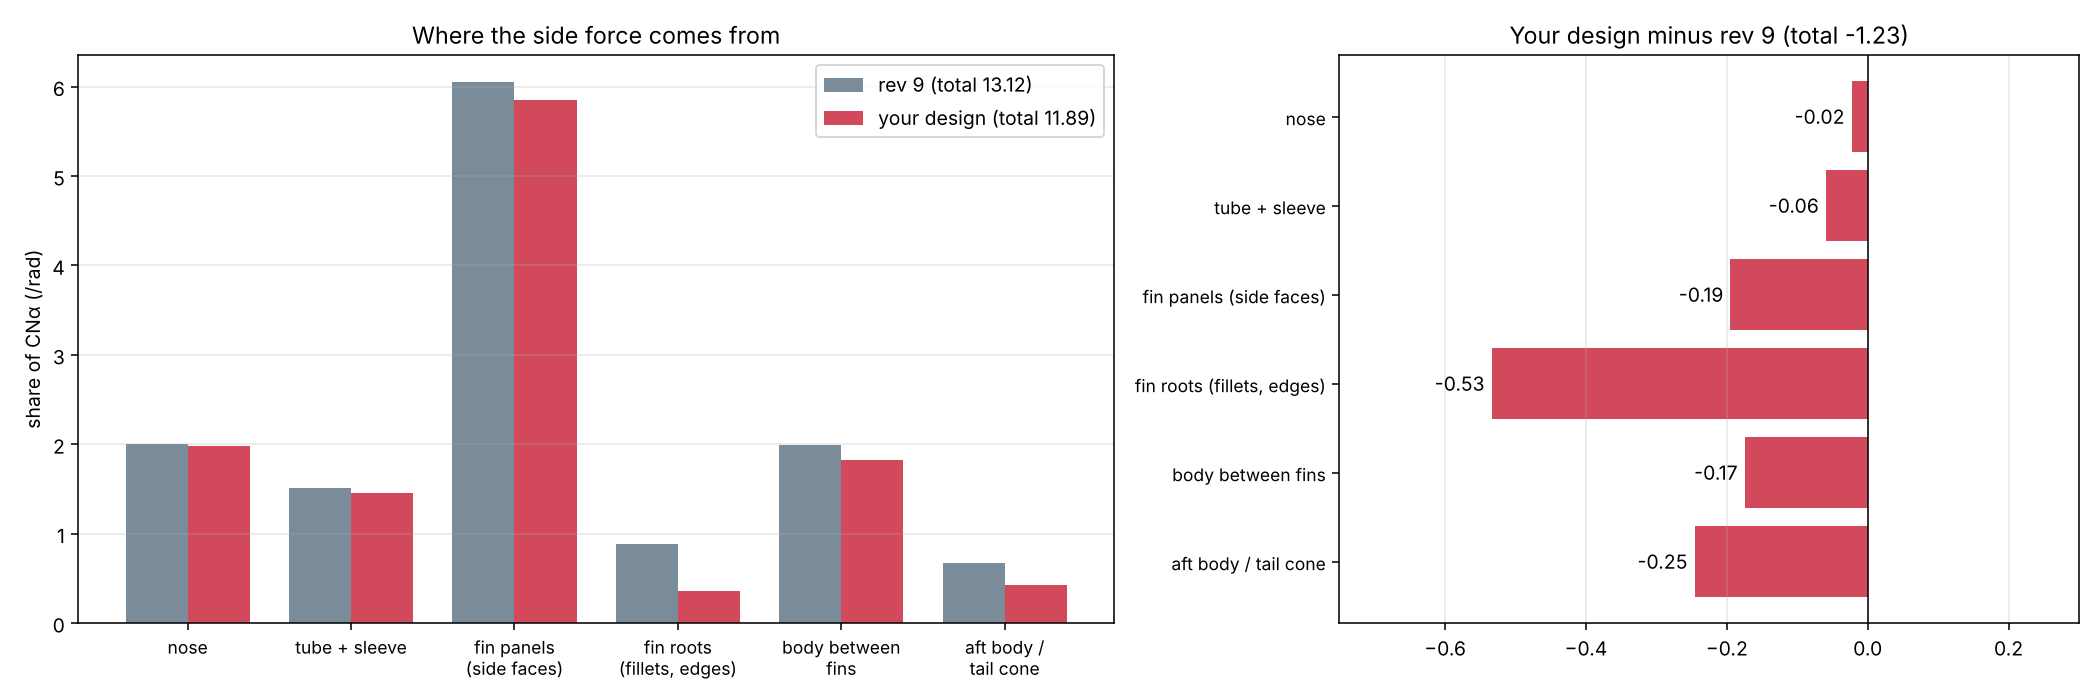 Where the side force comes from
share of CNα (/rad)
6
5
4
3
2
1
0
rev 9 (total 13.12)
your design (total 11.89)
nose
tube + sleeve
fin panels
(side faces)
fin roots
(fillets, edges)
body between
fins
aft body /
tail cone
Your design minus rev 9 (total -1.23)
nose
-0.02
tube + sleeve
-0.06
fin panels (side faces)
-0.19
fin roots (fillets, edges)
-0.53
body between fins
-0.17
aft body / tail cone
-0.25
−0.6
−0.4
−0.2
0.0
0.2